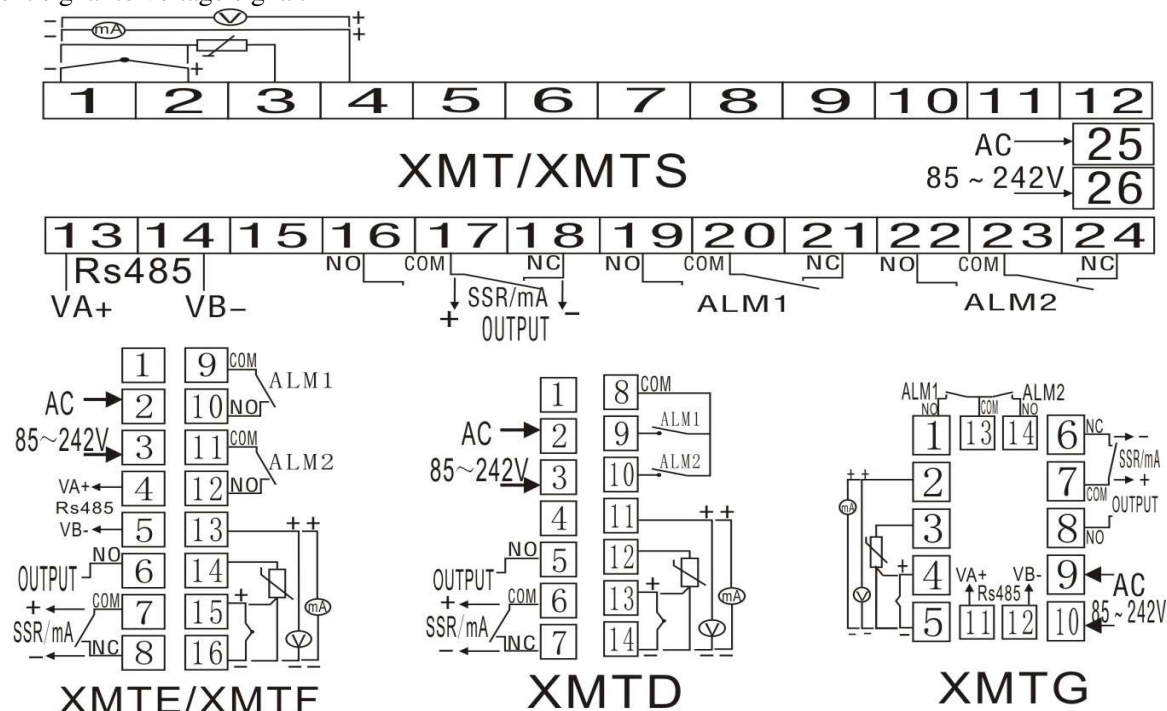 − V +
− mA +
− +
1 2 3 4 5 6 7 8 9 10 11 12
XMT/XMTS
AC 25
85 ~ 242V 26
13 14 15 16 17 18 19 20 21 22 23 24
Rs485 NO COM NC NO COM NC NO COM NC
VA+ VB− + SSR/mA − ALM1 ALM2
OUTPUT
1 9 COM
ALM1
AC 2 10 NO
85~242V 3 11 COM
ALM2
VA+ 4 12 NO
Rs485
VB- 5 13 + +
NO
OUTPUT 6 14
+ COM 7 15 + mA
SSR/mA V
− NC 8 16 − − −
XMTE/XMTF
1 8 COM
AC 2 9 ALM1
85~242V 3 10 ALM2
4 11 + +
NO
OUTPUT 5 12
+ COM 6 13 + mA
SSR/mA V
− NC 7 14 − − −
XMTD
ALM1 ALM2
NO COM NO
1 13 14 6 NC −
SSR/mA
+ + 2 7 COM +
OUTPUT
mA 3 8 NO
4 + VA+ VB- 9 AC
V Rs485
− − − 5 11 12 10 85~242V
XMTG